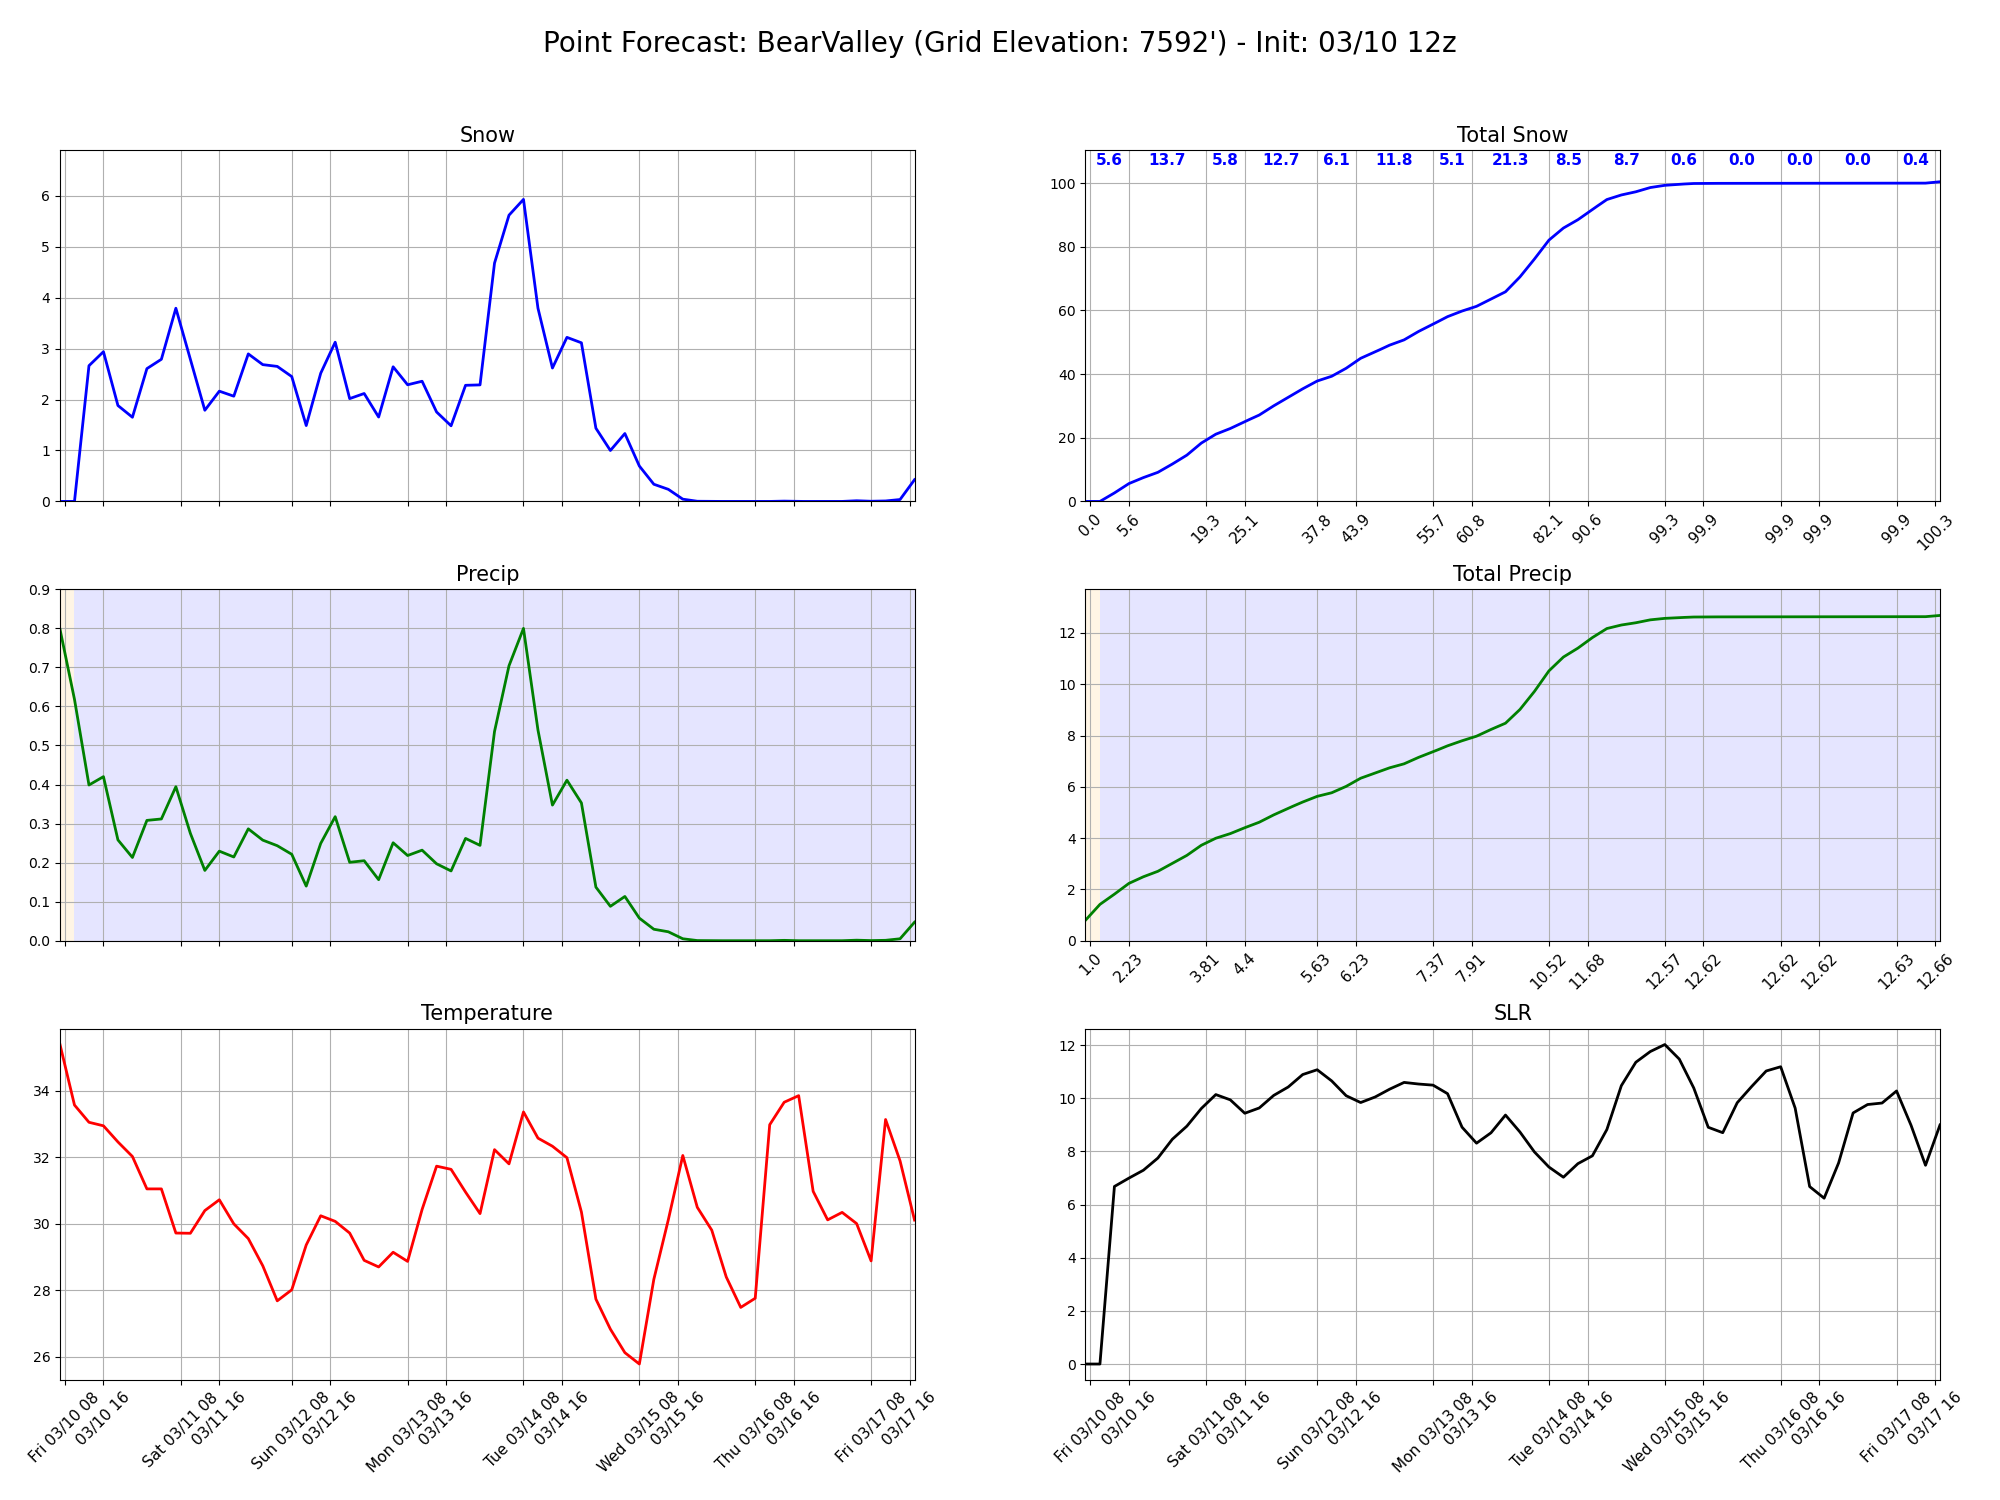 Point Forecast: BearValley (Grid Elevation: 7592') - Init: 03/10 12z
Snow
6
5
4
3
2
1
0
Total Snow
5.6 13.7 5.8 12.7 6.1 11.8 5.1 21.3 8.5 8.7 0.6 0.0 0.0 0.0 0.4
100
80
60
40
20
0
0.0 5.6 19.3 25.1 37.8 43.9 55.7 60.8 82.1 90.6 99.3 99.9 99.9 99.9 99.9 100.3
Precip
0.9
0.8
0.7
0.6
0.5
0.4
0.3
0.2
0.1
0.0
Total Precip
12
10
8
6
4
2
0
1.0 2.23 3.81 4.4 5.63 6.23 7.37 7.91 10.52 11.68 12.57 12.62 12.62 12.62 12.63 12.66
Temperature
34
32
30
28
26
Fri 03/10 08
03/10 16
Sat 03/11 08
03/11 16
Sun 03/12 08
03/12 16
Mon 03/13 08
03/13 16
Tue 03/14 08
03/14 16
Wed 03/15 08
03/15 16
Thu 03/16 08
03/16 16
Fri 03/17 08
03/17 16
SLR
12
10
8
6
4
2
0
Fri 03/10 08
03/10 16
Sat 03/11 08
03/11 16
Sun 03/12 08
03/12 16
Mon 03/13 08
03/13 16
Tue 03/14 08
03/14 16
Wed 03/15 08
03/15 16
Thu 03/16 08
03/16 16
Fri 03/17 08
03/17 16